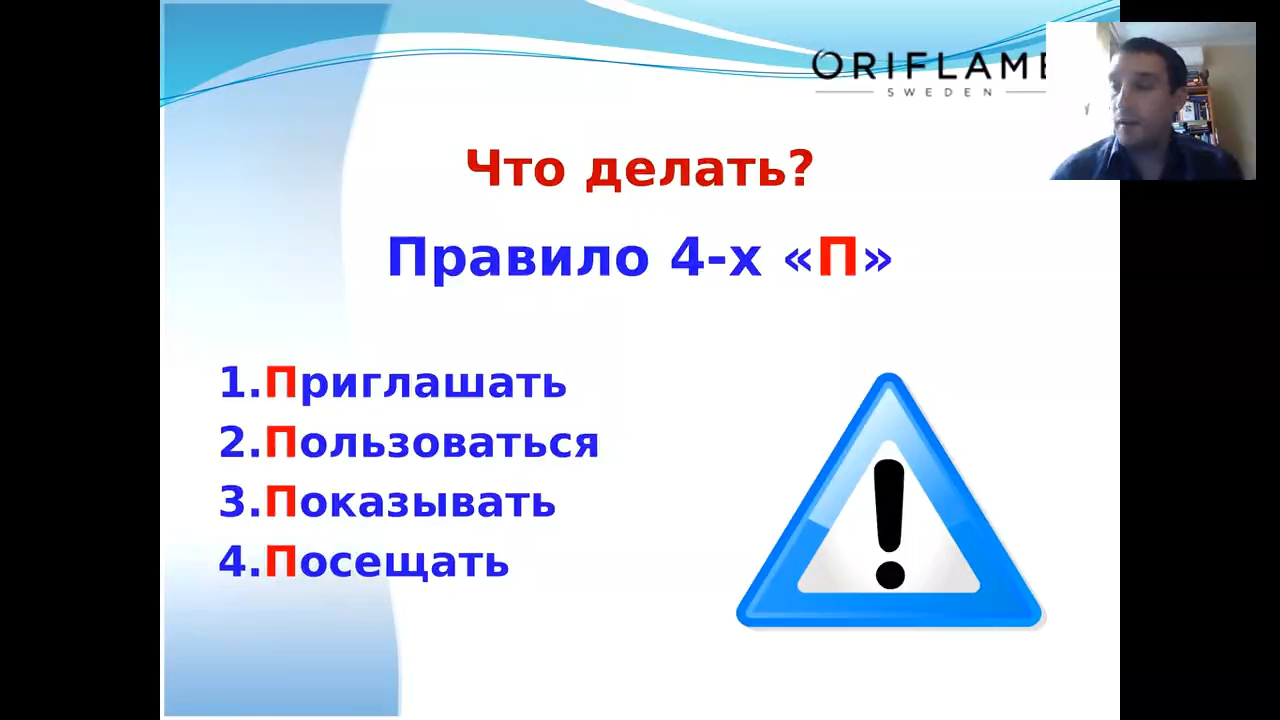 ORIFLAME
SWEDEN
Что делать?
Правило 4-х «П»
1.Приглашать
2.Пользоваться
3.Показывать
4.Посещать